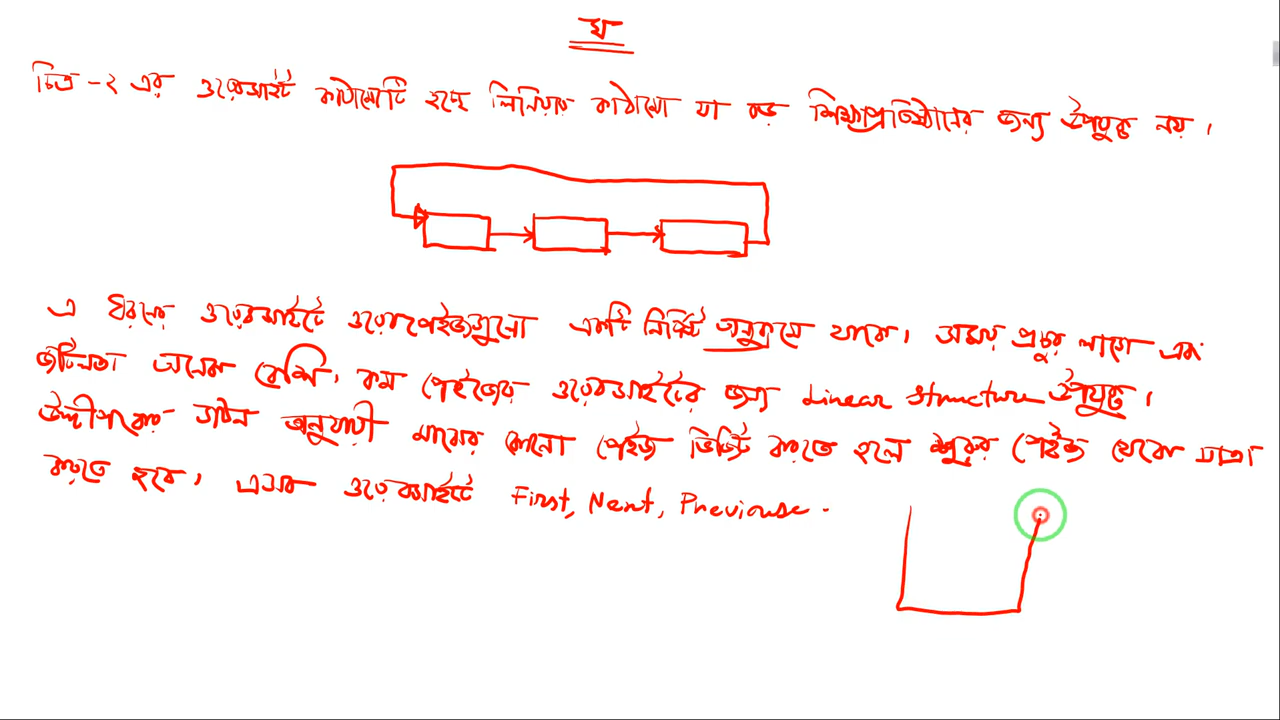 ঘ
চিত্র-২ এর ওয়েবসাইট কাঠামোটি হচ্ছে লিনিয়ার কাঠামো যা বড় শিক্ষাপ্রতিষ্ঠানের জন্য উপযুক্ত নয়।
এ ধরনের ওয়েবসাইটে ওয়েবপেইজগুলো একটি নির্দিষ্ট অনুক্রমে থাকে। সময় প্রচুর লাগে এবং
জটিলতা অনেক বেশি। কম পেইজের ওয়েবসাইটের জন্য Linear Structure উপযুক্ত।
উদ্দীপকের গঠন অনুযায়ী মাঝের কোনো পেইজ ভিজিট করতে হলে শুরুর পেইজ থেকে যাত্রা
করতে হবে। এসব ওয়েবসাইটে First, Next, Previouse.